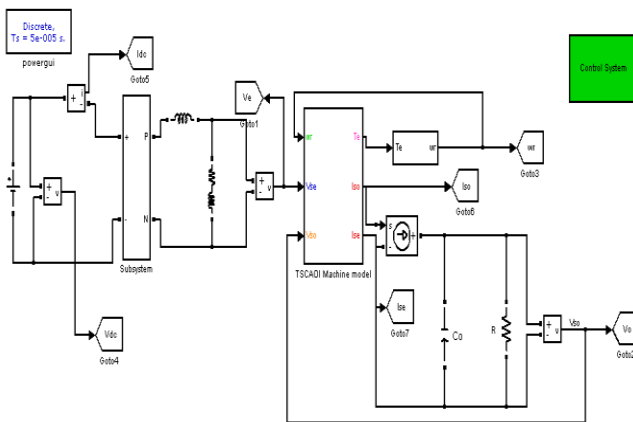 Discrete,
Ts = 5e-005 s.
powergui
Idc
Goto5
i
+
-
+
-
v
Vdc
Goto4
+
-
P
N
Subsystem
Ve
Goto1
+
-
v
wr
Vse
Vso
Te
Iso
Ise
TSCAOI Machine model
Te
wr
wr
Goto3
Iso
Goto6
s
-
+
Ise
Goto7
Co
R
+
-
v
Vso
Vo
Goto2
Control System